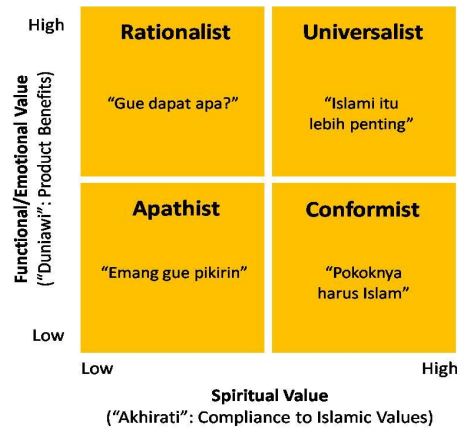 High
Rationalist
Universalist
“Gue dapat apa?”
“Islami itu
lebih penting”
Functional/Emotional Value
(“Duniawi”: Product Benefits)
Apathist
Conformist
“Emang gue pikirin”
“Pokoknya
harus Islam”
Low
Low
High
Spiritual Value
(“Akhirati”: Compliance to Islamic Values)